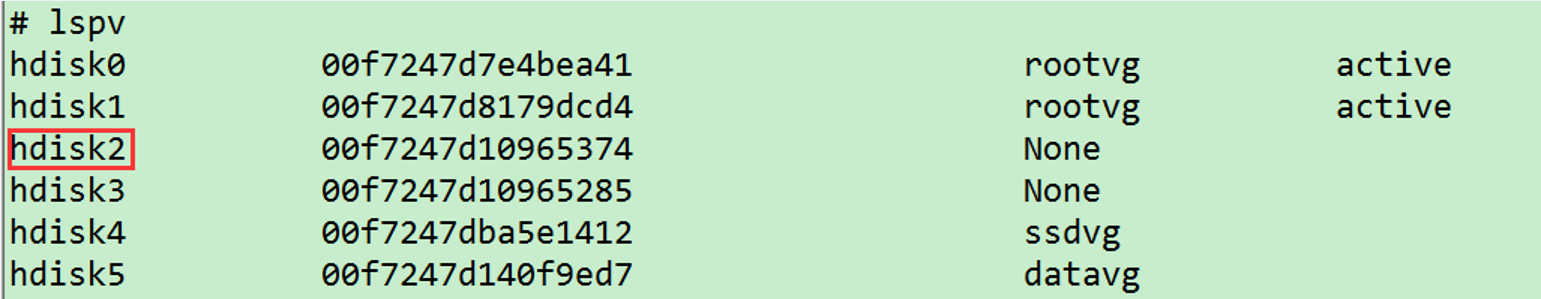 # lspv
hdisk0          00f7247d7e4bea41                    rootvg          active
hdisk1          00f7247d8179dcd4                    rootvg          active
hdisk2          00f7247d10965374                    None
hdisk3          00f7247d10965285                    None
hdisk4          00f7247dba5e1412                    ssdvg
hdisk5          00f7247d140f9ed7                    datavg